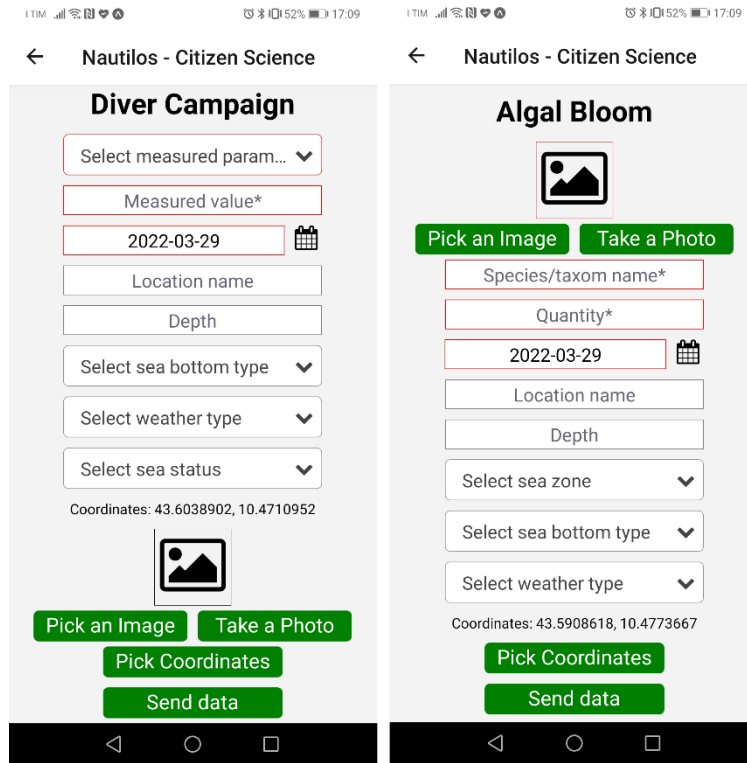 I TIM 52% 17:09
Nautilos - Citizen Science
Diver Campaign
Select measured param...
Measured value*
2022-03-29
Location name
Depth
Select sea bottom type
Select weather type
Select sea status
Coordinates: 43.6038902, 10.4710952
Pick an Image Take a Photo
Pick Coordinates
Send data
I TIM 52% 17:09
Nautilos - Citizen Science
Algal Bloom
Pick an Image Take a Photo
Species/taxom name*
Quantity*
2022-03-29
Location name
Depth
Select sea zone
Select sea bottom type
Select weather type
Coordinates: 43.5908618, 10.4773667
Pick Coordinates
Send data